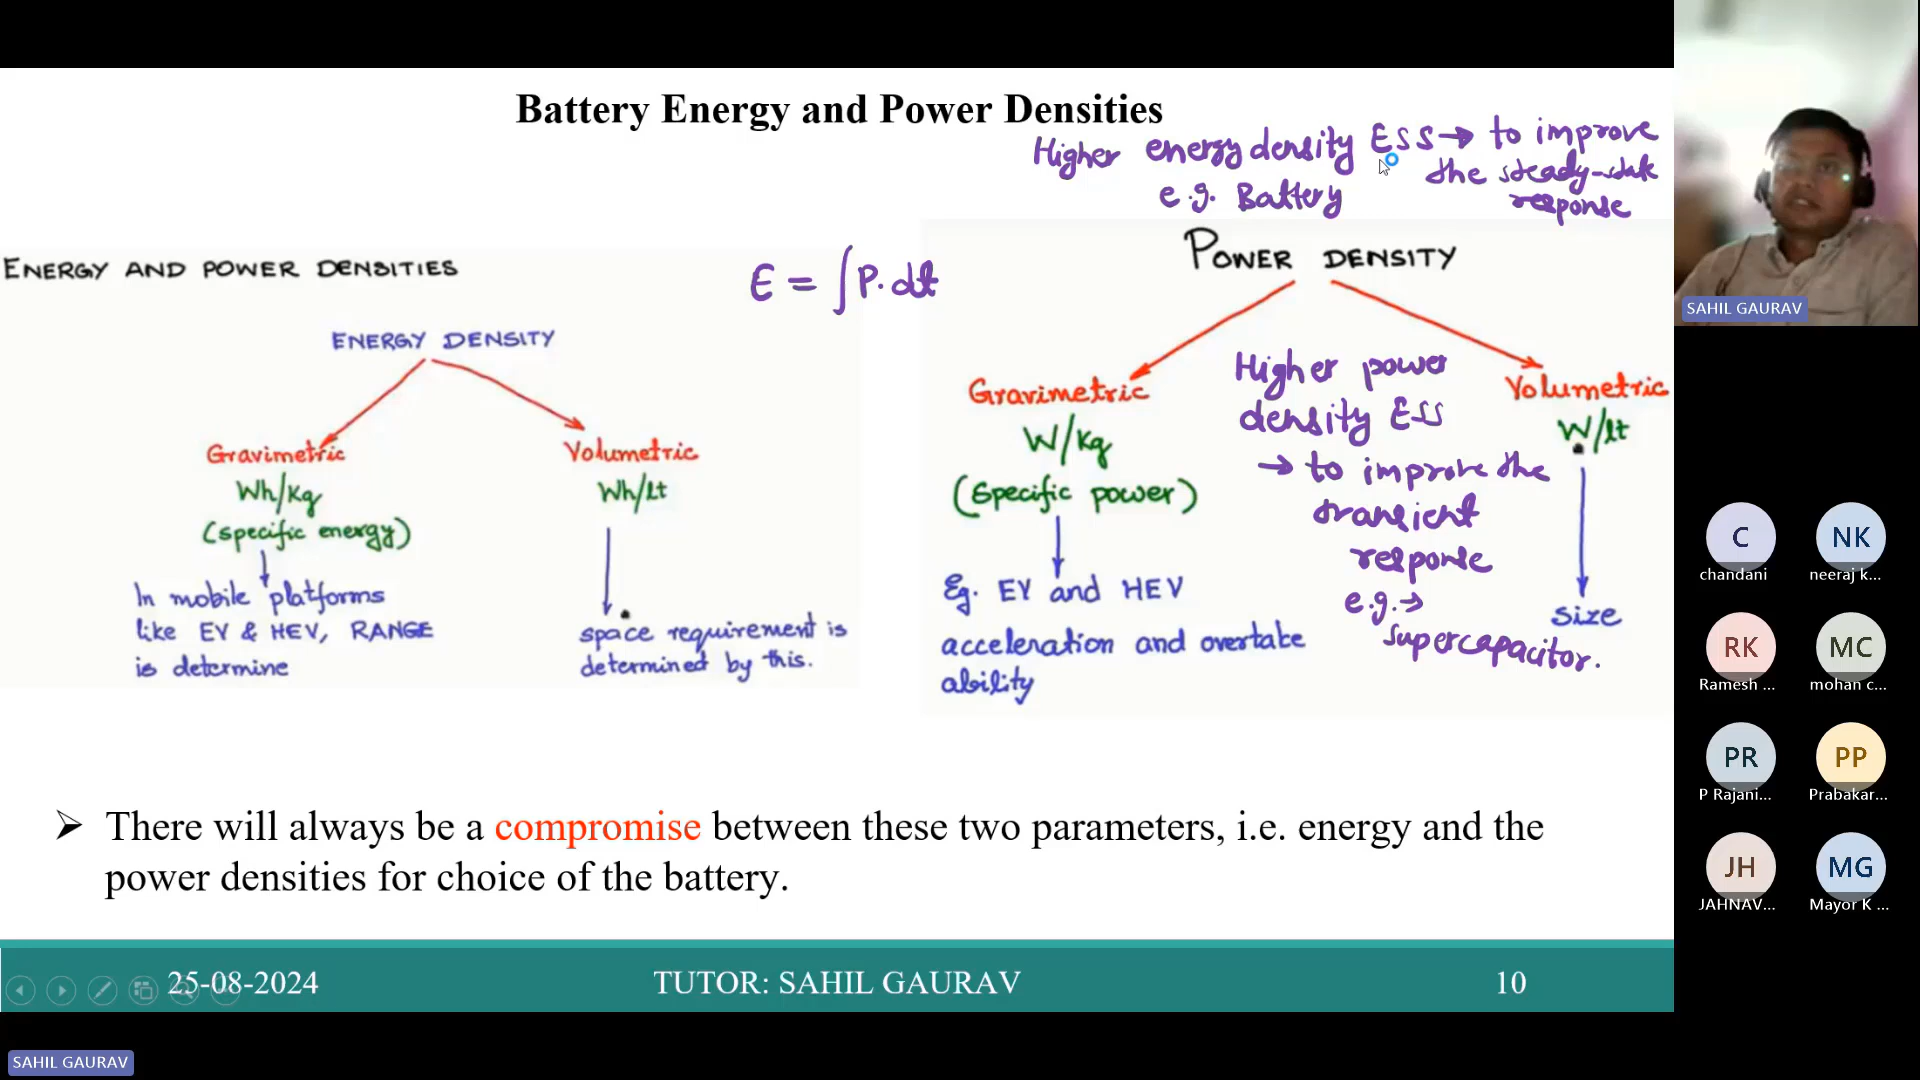 Battery Energy and Power Densities
Higher energy density ESS → to improve
the steady-state
response
e.g. Battery
ENERGY AND POWER DENSITIES
E = ∫P.dt
POWER DENSITY
ENERGY DENSITY
Gravimetric
Wh/Kg
(specific energy)
In mobile platforms
like EV & HEV, RANGE
is determine
Volumetric
Wh/lt
space requirement is
determined by this.
Gravimetric
W/Kg
(Specific power)
Eg. EV and HEV
acceleration and overtake
ability
Higher power
density ESS
→ to improve the
transient
response
e.g.→
supercapacitor.
Volumetric
W/lt
size
➢ There will always be a compromise between these two parameters, i.e. energy and the
power densities for choice of the battery.
25-08-2024
TUTOR: SAHIL GAURAV
10
SAHIL GAURAV
SAHIL GAURAV
C
chandani
NK
neeraj k...
RK
Ramesh ...
MC
mohan c...
PR
P Rajani...
PP
Prabakar...
JH
JAHNAV...
MG
Mayor K ...